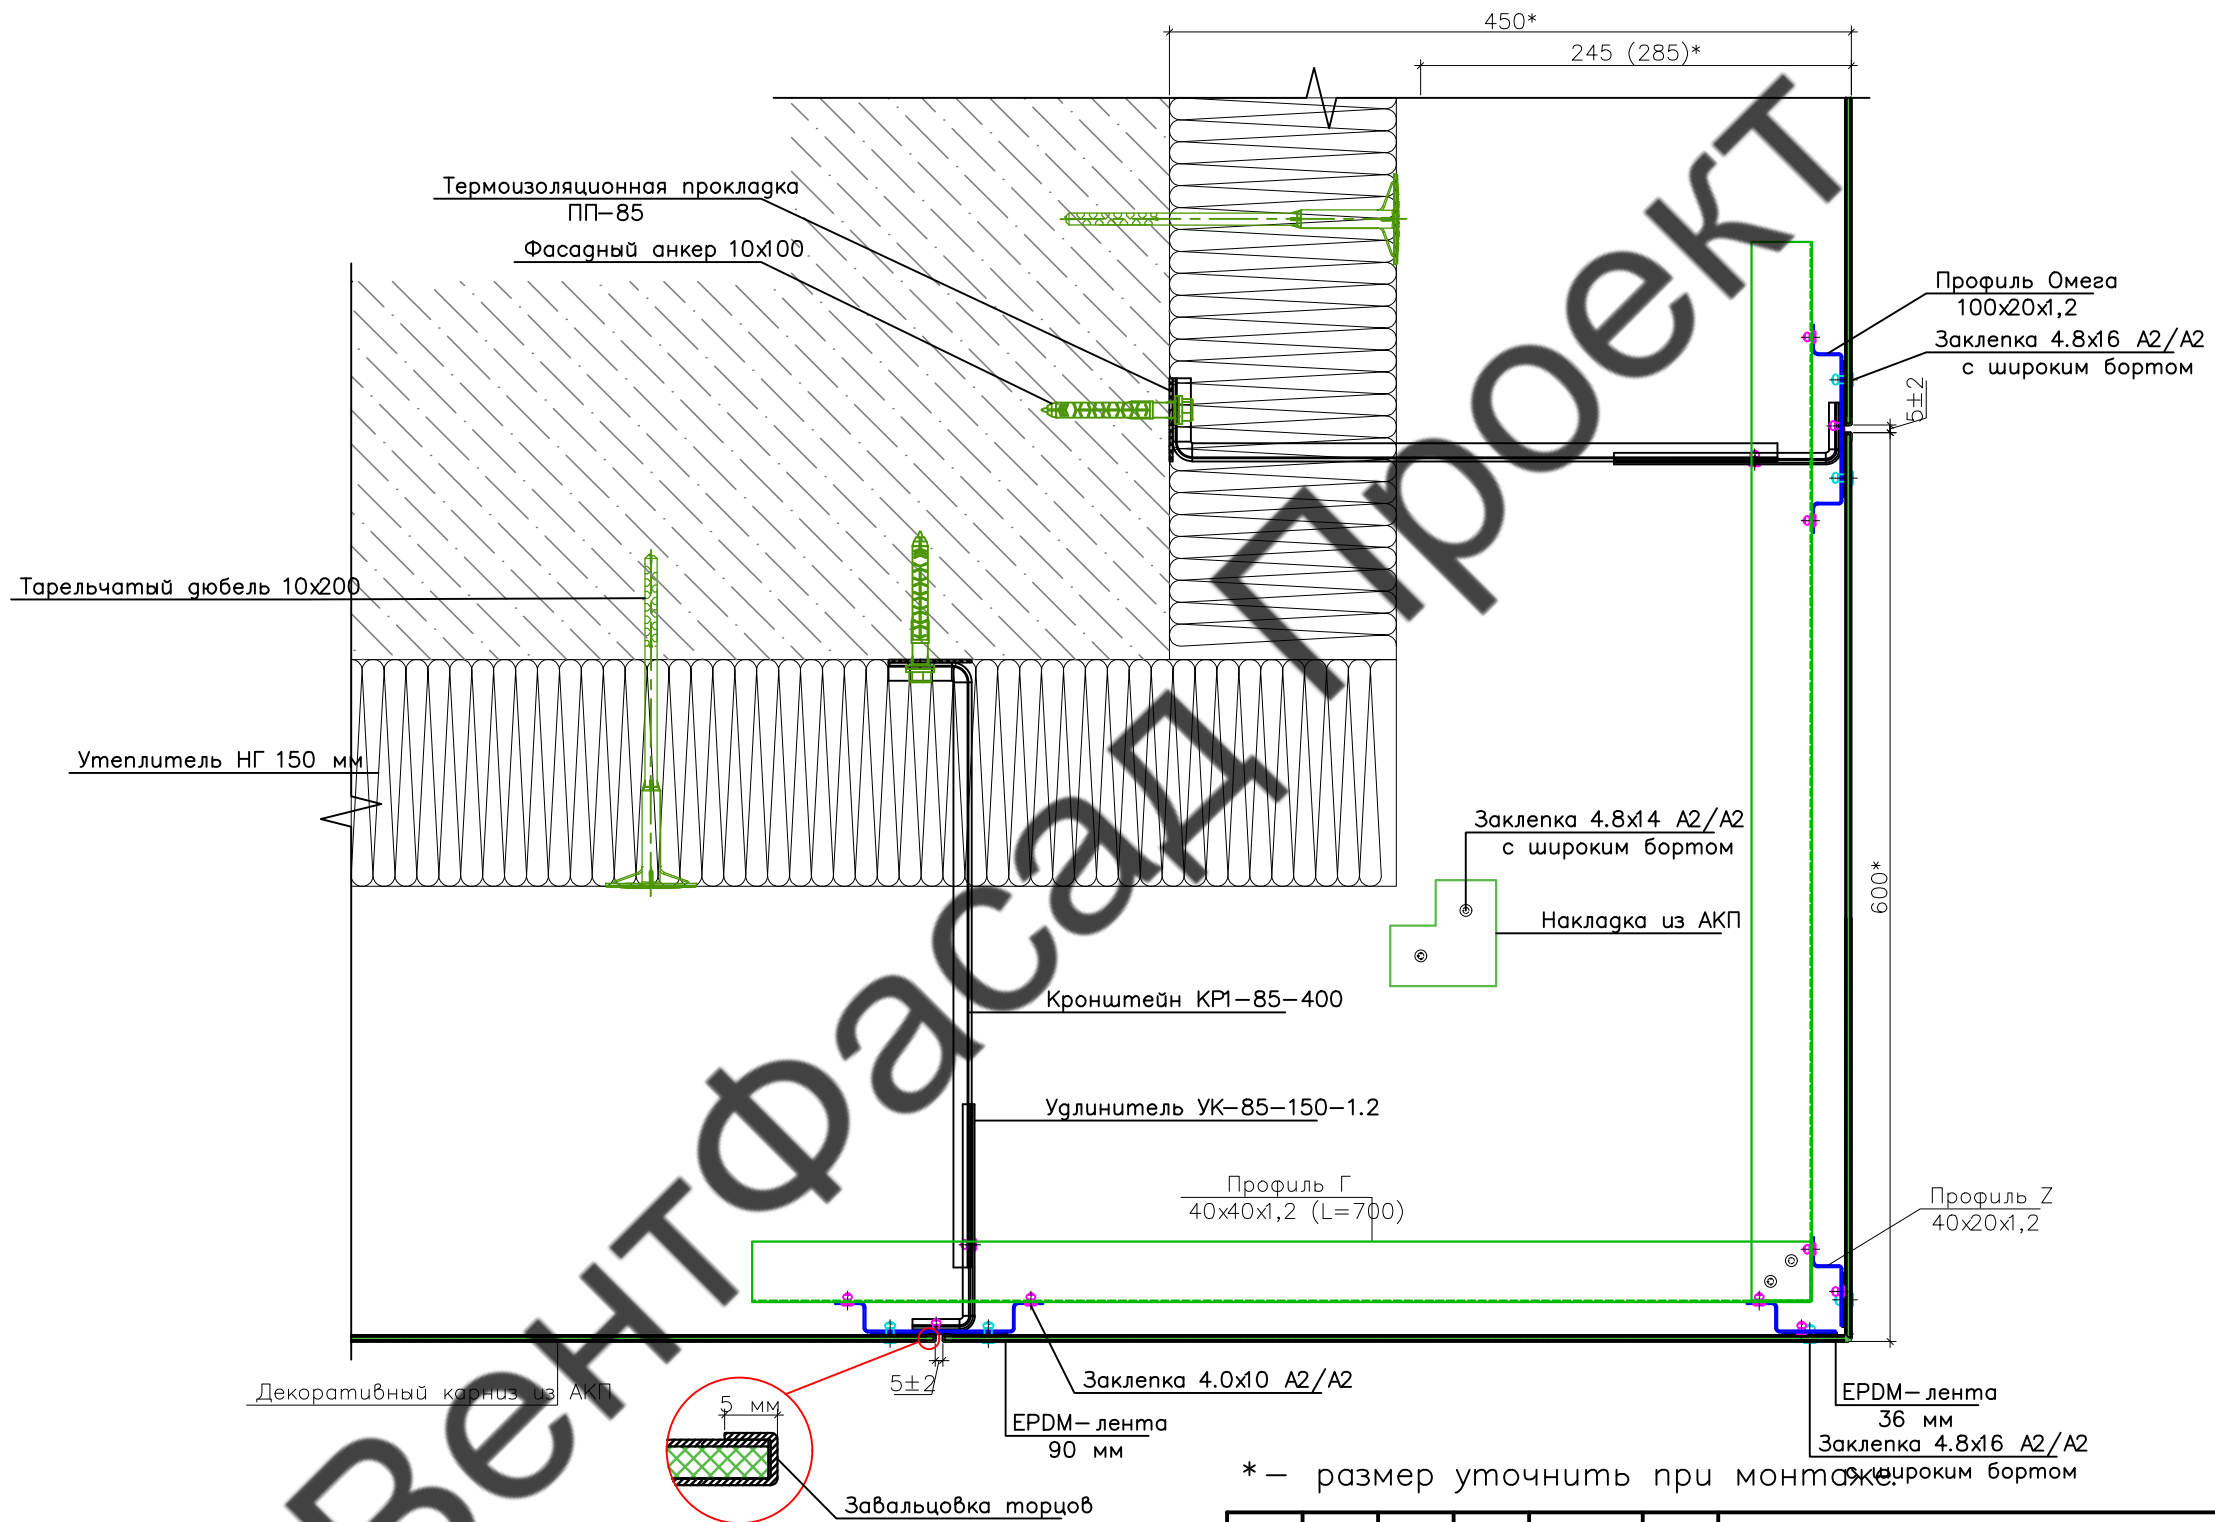 450*
245 (285)*
Термоизоляционная прокладка
ПП-85
Фасадный анкер 10х100
Профиль Омега
100х20х1,2
Заклепка 4.8х16 А2/А2
с широким бортом
5±2
Тарельчатый дюбель 10х200
Утеплитель НГ 150 мм
Заклепка 4.8х14 А2/А2
с широким бортом
Накладка из АКП
600*
Кронштейн КР1-85-400
Удлинитель УК-85-150-1.2
Профиль Г
40х40х1,2 (L=700)
Профиль Z
40х20х1,2
Декоративный карниз из АКП
5±2
Заклепка 4.0х10 А2/А2
5 мм
EPDM-лента
90 мм
EPDM-лента
36 мм
Заклепка 4.8х16 А2/А2
с широким бортом
*- размер уточнить при монтаже.
Завальцовка торцов
ВентФасад Проект